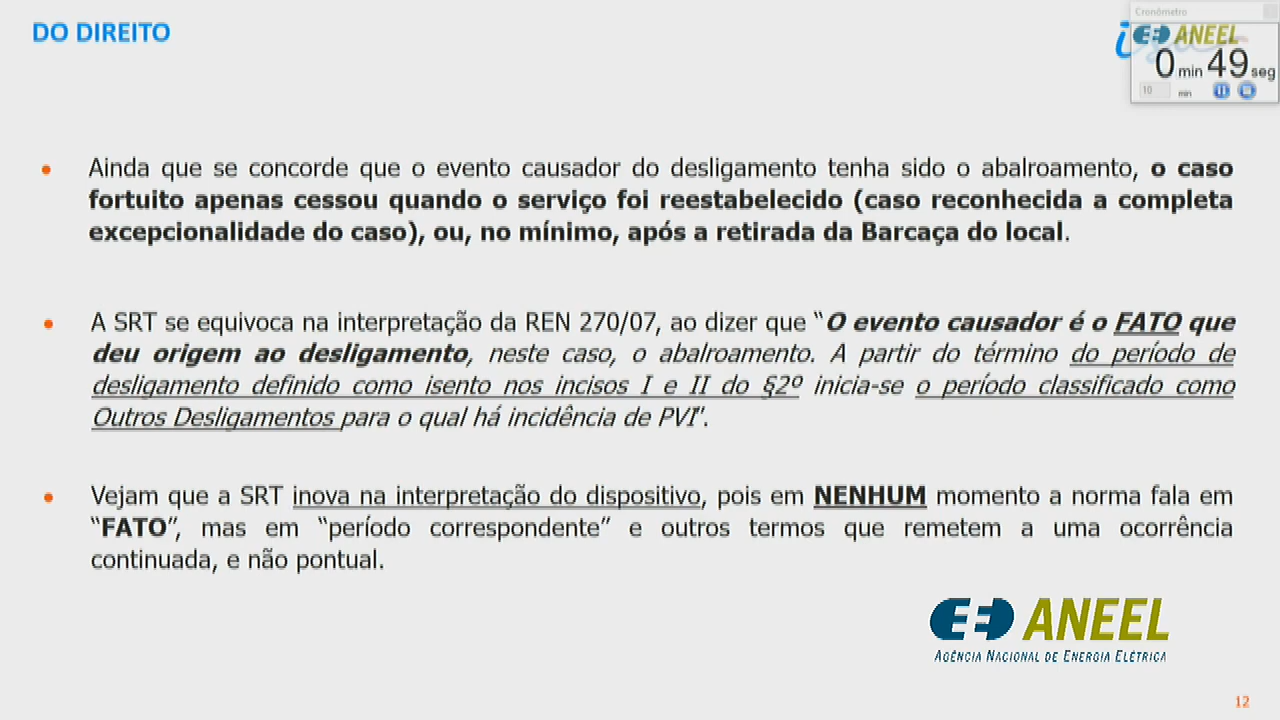 DO DIREITO
Cronômetro
ANEEL
0 min 49 seg
10 min
Ainda que se concorde que o evento causador do desligamento tenha sido o abalroamento, o caso
fortuito apenas cessou quando o serviço foi reestabelecido (caso reconhecida a completa
excepcionalidade do caso), ou, no mínimo, após a retirada da Barcaça do local.
A SRT se equivoca na interpretação da REN 270/07, ao dizer que “O evento causador é o FATO que
deu origem ao desligamento, neste caso, o abalroamento. A partir do término do período de
desligamento definido como isento nos incisos I e II do §2º inicia-se o período classificado como
Outros Desligamentos para o qual há incidência de PVI”.
Vejam que a SRT inova na interpretação do dispositivo, pois em NENHUM momento a norma fala em
“FATO”, mas em “período correspondente” e outros termos que remetem a uma ocorrência
continuada, e não pontual.
ANEEL
AGÊNCIA NACIONAL DE ENERGIA ELÉTRICA
12